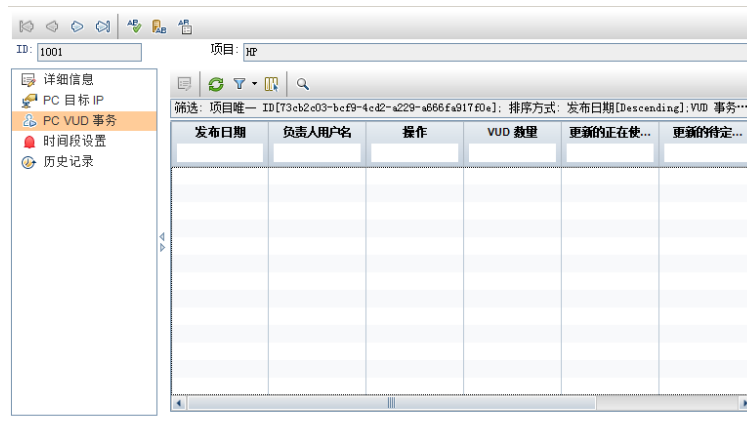 ID: 1001 项目: HP
详细信息
PC 目标 IP
PC VUD 事务
时间段设置
历史记录
筛选: 项目唯一 ID[73cb2c03-bcf9-4cd2-a229-a666fa917f0e]; 排序方式: 发布日期[Descending];VUD 事务…
发布日期 负责人用户名 操作 VUD 数量 更新的正在使... 更新的待定...